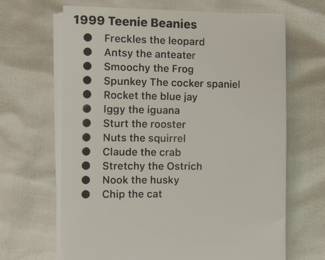 1999 Teenie Beanies
● Freckles the leopard
● Antsy the anteater
● Smoochy the Frog
● Spunkey The cocker spaniel
● Rocket the blue jay
● Iggy the iguana
● Sturt the rooster
● Nuts the squirrel
● Claude the crab
● Stretchy the Ostrich
● Nook the husky
● Chip the cat